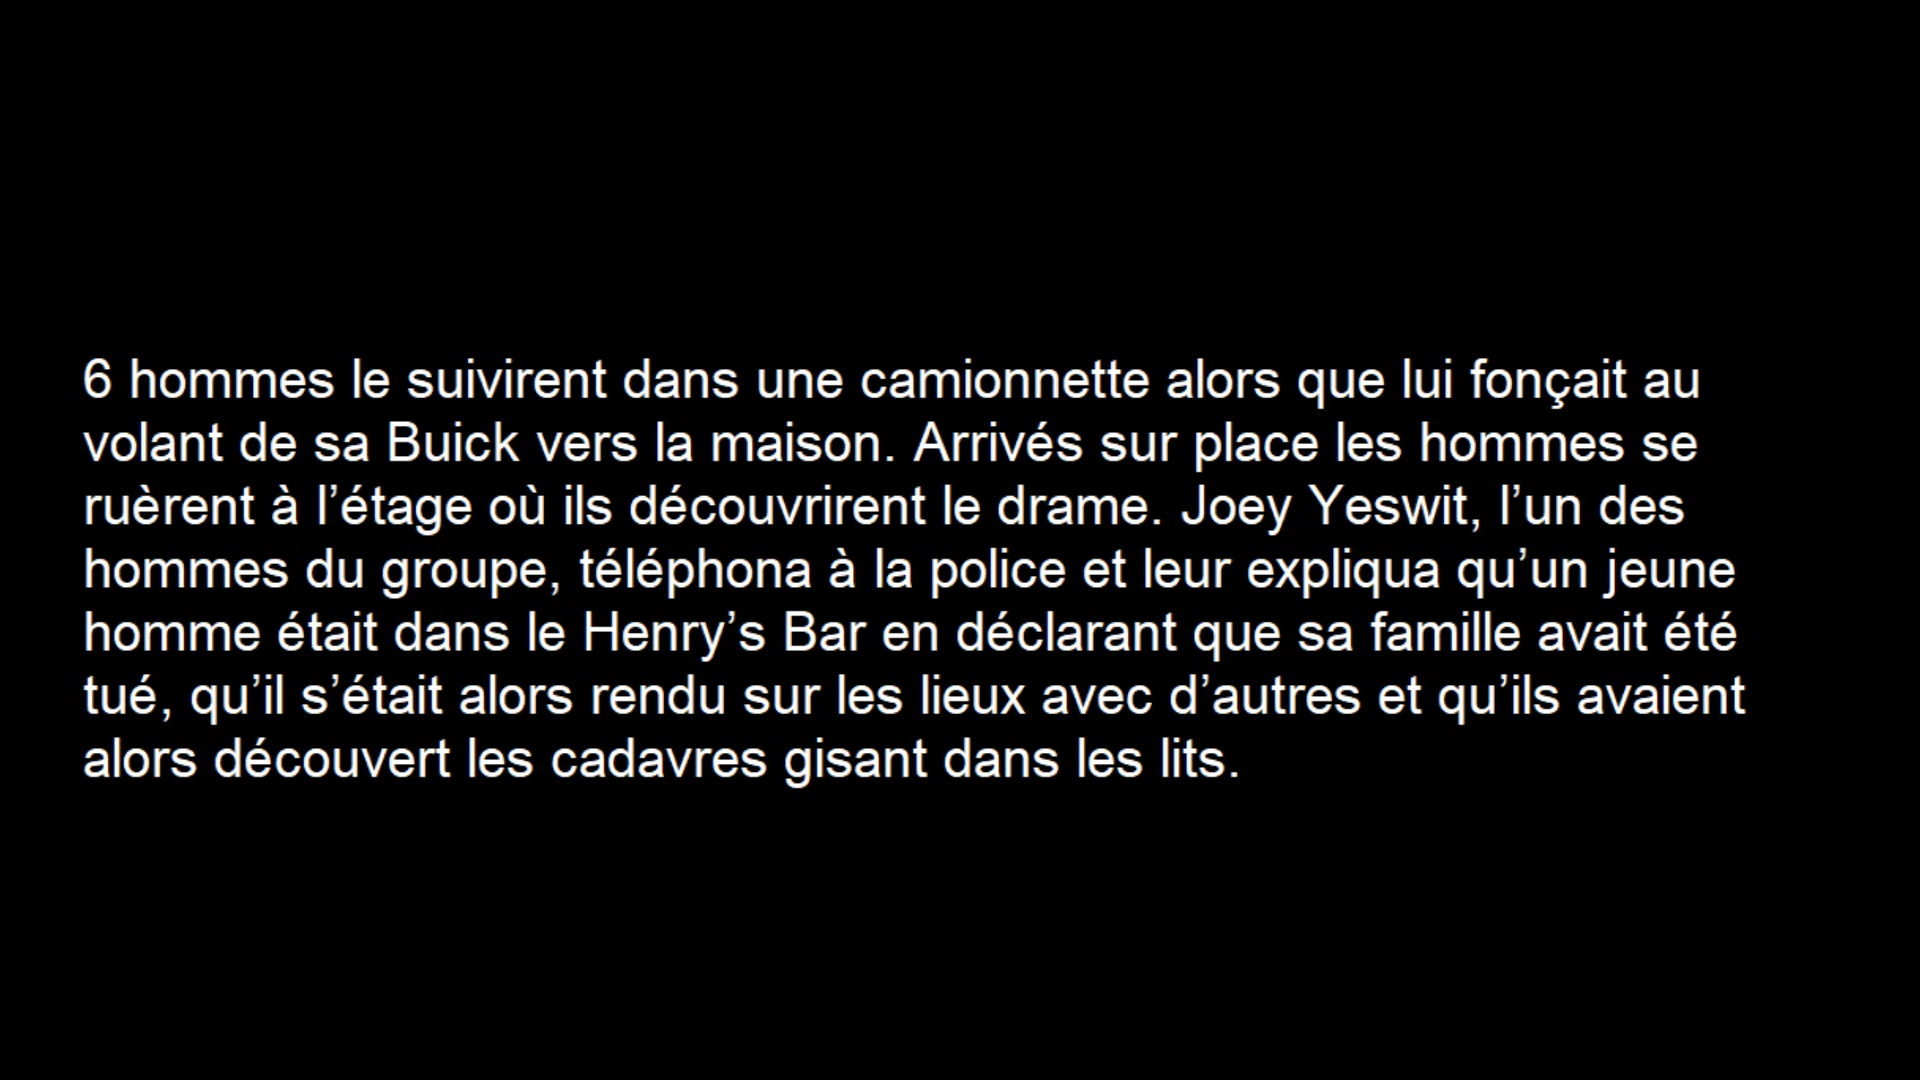 6 hommes le suivirent dans une camionnette alors que lui fonçait au
volant de sa Buick vers la maison. Arrivés sur place les hommes se
ruèrent à l’étage où ils découvrirent le drame. Joey Yeswit, l’un des
hommes du groupe, téléphona à la police et leur expliqua qu’un jeune
homme était dans le Henry’s Bar en déclarant que sa famille avait été
tué, qu’il s’était alors rendu sur les lieux avec d’autres et qu’ils avaient
alors découvert les cadavres gisant dans les lits.